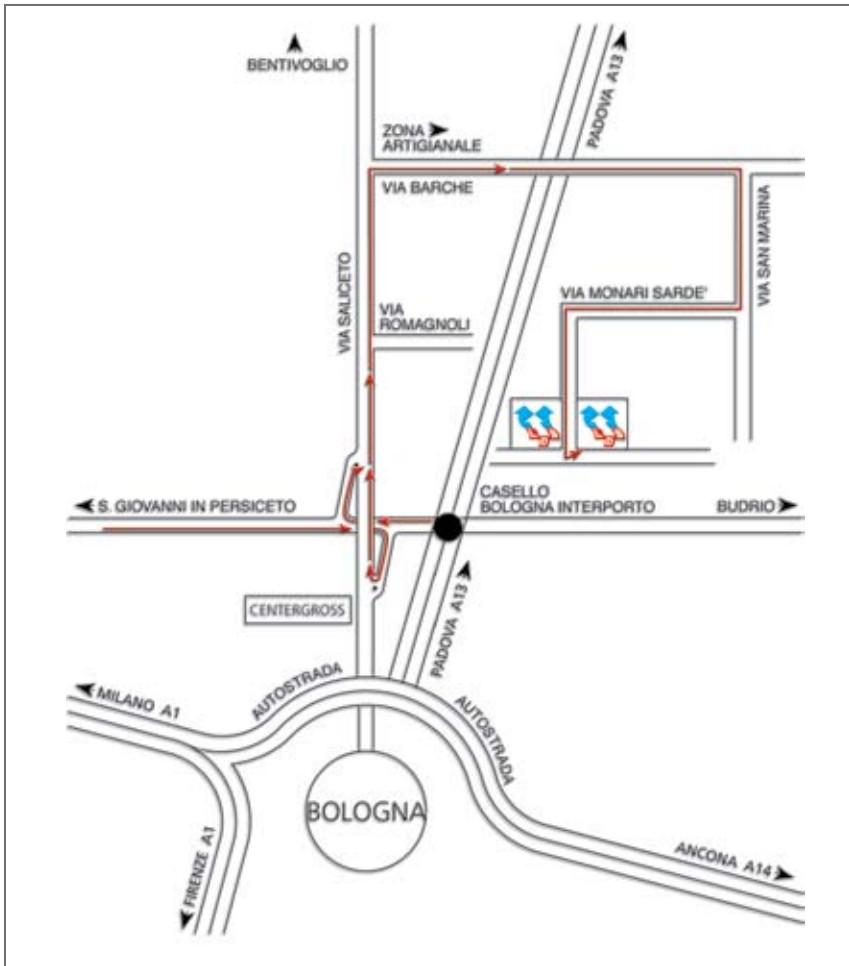 BENTIVOGLIO
PADOVA A13
ZONA
ARTIGIANALE
VIA BARCHE
VIA SAN MARINA
VIA SALICETO
VIA MONARI SARDE'
VIA
ROMAGNOLI
S. GIOVANNI IN PERSICETO
CASELLO
BOLOGNA INTERPORTO
BUDRIO
CENTERGROSS
PADOVA A13
MILANO A1
AUTOSTRADA
AUTOSTRADA
BOLOGNA
FIRENZE A1
ANCONA A14